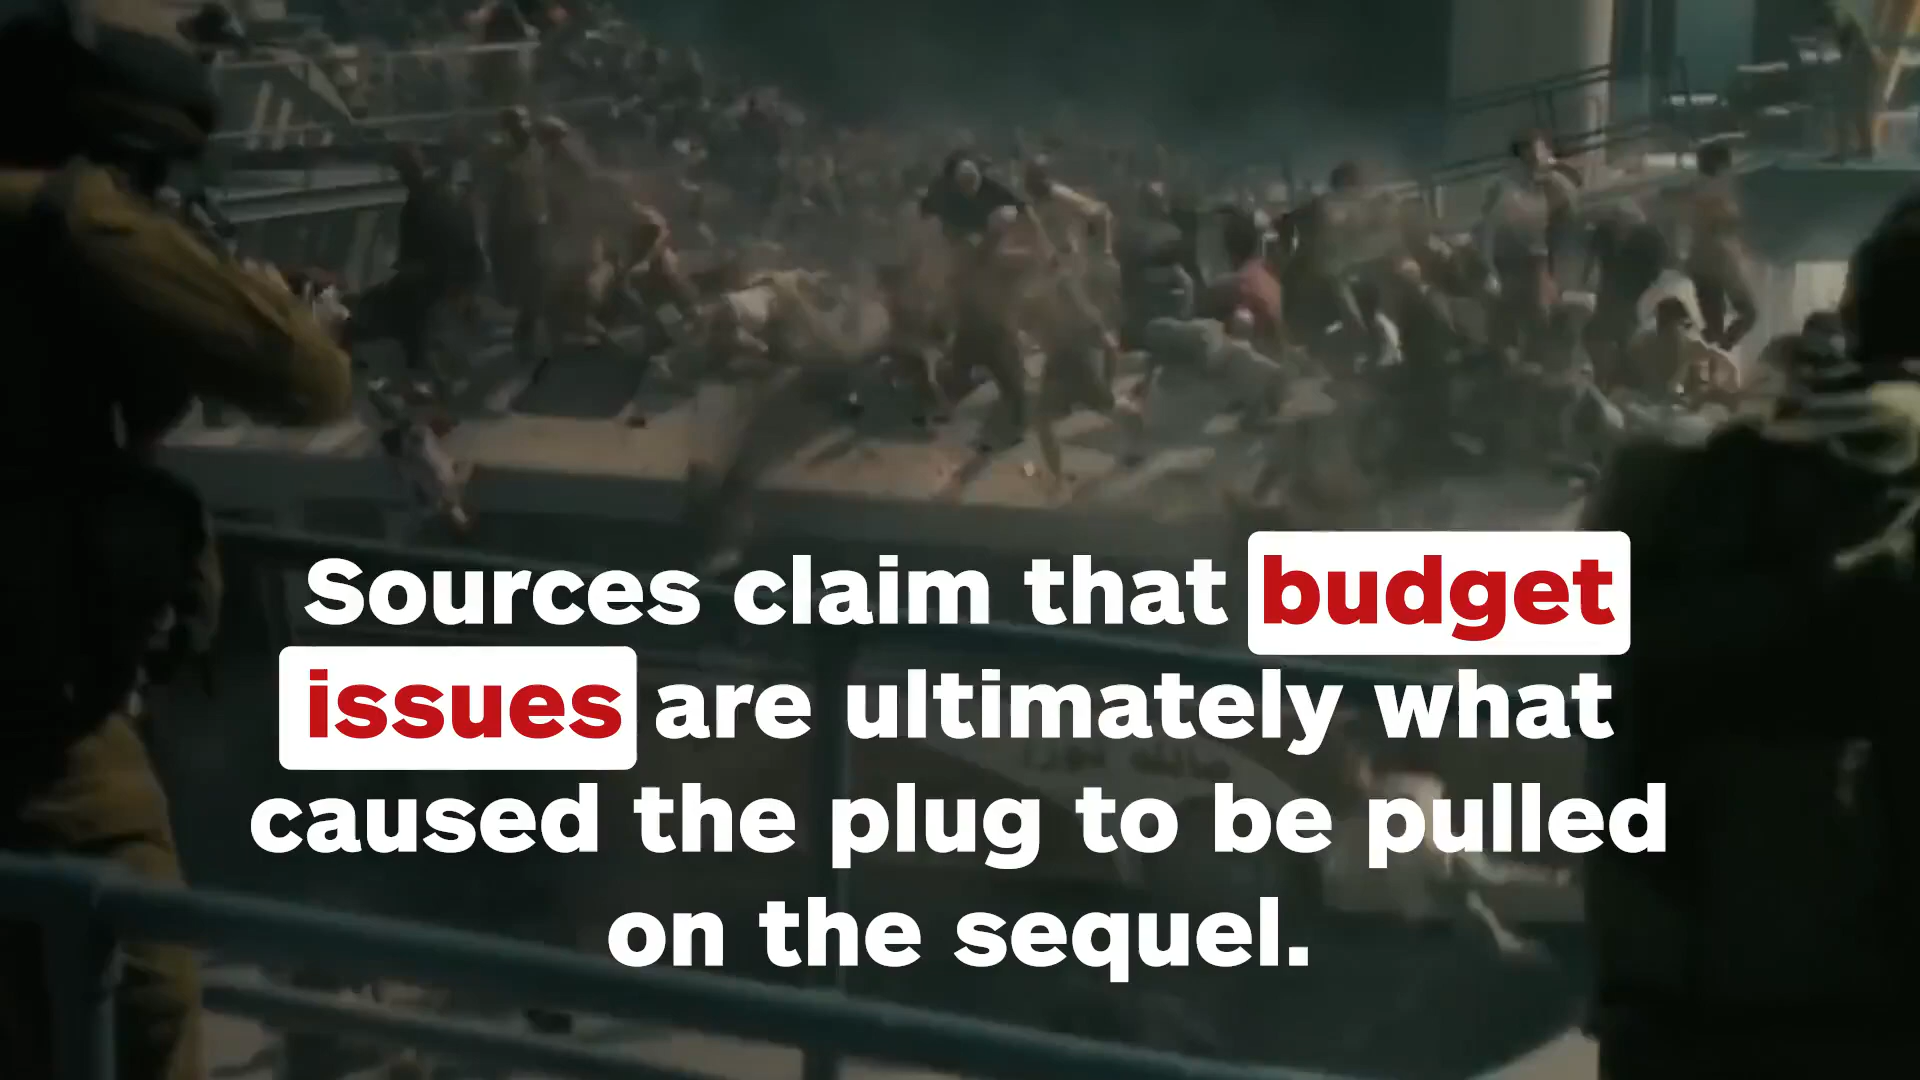 Sources claim that budget
issues are ultimately what
caused the plug to be pulled
on the sequel.